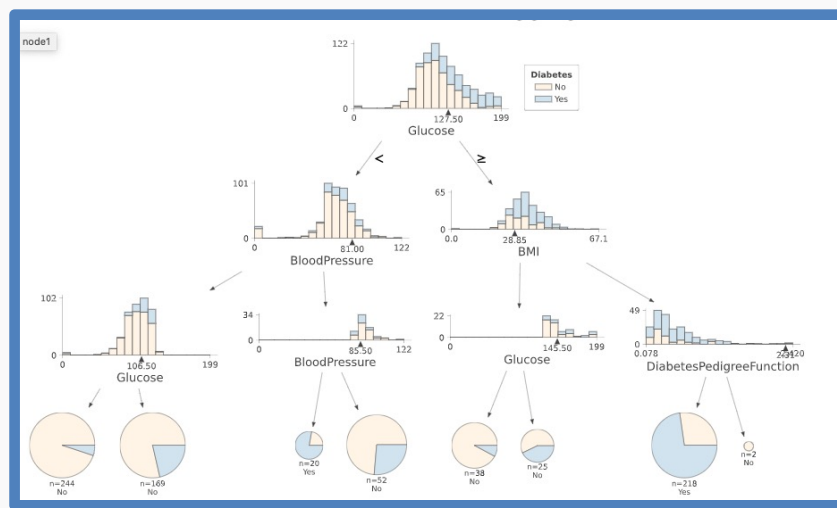 node1
122
0
127.50
199
Glucose
Diabetes
No
Yes
<
≥
101
0
0
81.00
122
BloodPressure
65
0
0.0
28.85
67.1
BMI
102
0
0
106.50
199
Glucose
34
0
0
85.50
122
BloodPressure
22
0
0
145.50
199
Glucose
49
0
0.078
DiabetesPedigreeFunction
n=244
No
n=169
No
n=20
Yes
n=52
No
n=38
No
n=25
No
n=218
Yes
n=2
No